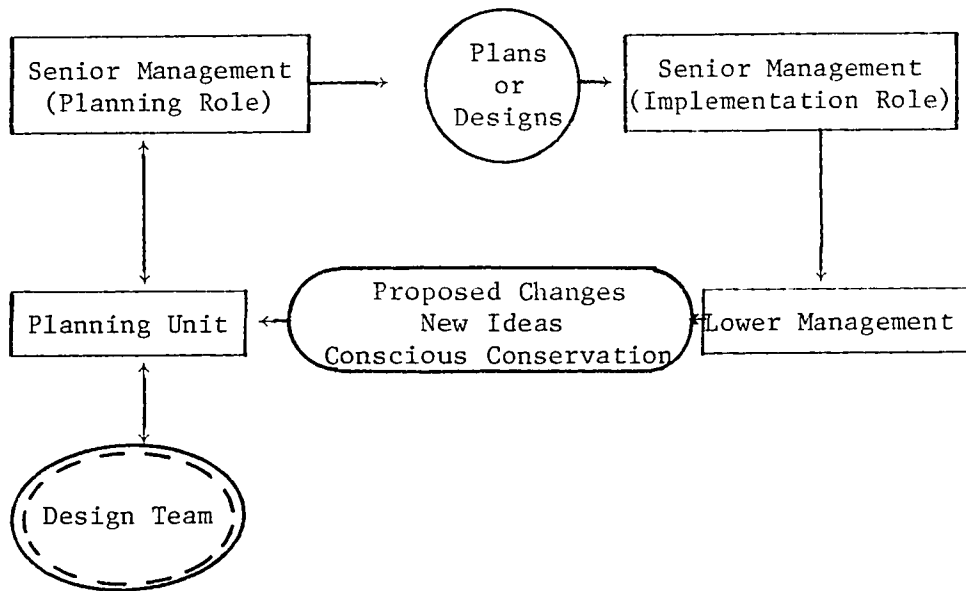 Senior Management
(Planning Role)
Plans
or
Designs
Senior Management
(Implementation Role)
Planning Unit
Proposed Changes
New Ideas
Conscious Conservation
Lower Management
Design Team